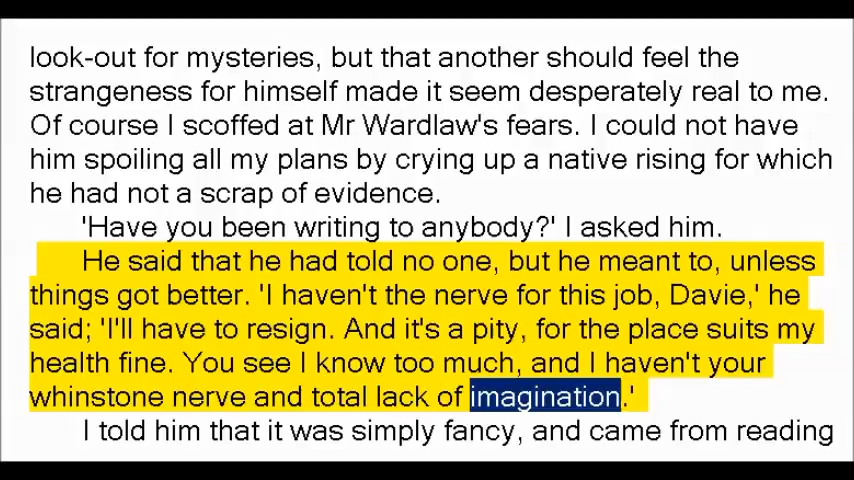 look-out for mysteries, but that another should feel the
strangeness for himself made it seem desperately real to me.
Of course I scoffed at Mr Wardlaw's fears. I could not have
him spoiling all my plans by crying up a native rising for which
he had not a scrap of evidence.
'Have you been writing to anybody?' I asked him.
He said that he had told no one, but he meant to, unless
things got better. 'I haven't the nerve for this job, Davie,' he
said; 'I'll have to resign. And it's a pity, for the place suits my
health fine. You see I know too much, and I haven't your
whinstone nerve and total lack of imagination.'
I told him that it was simply fancy, and came from reading